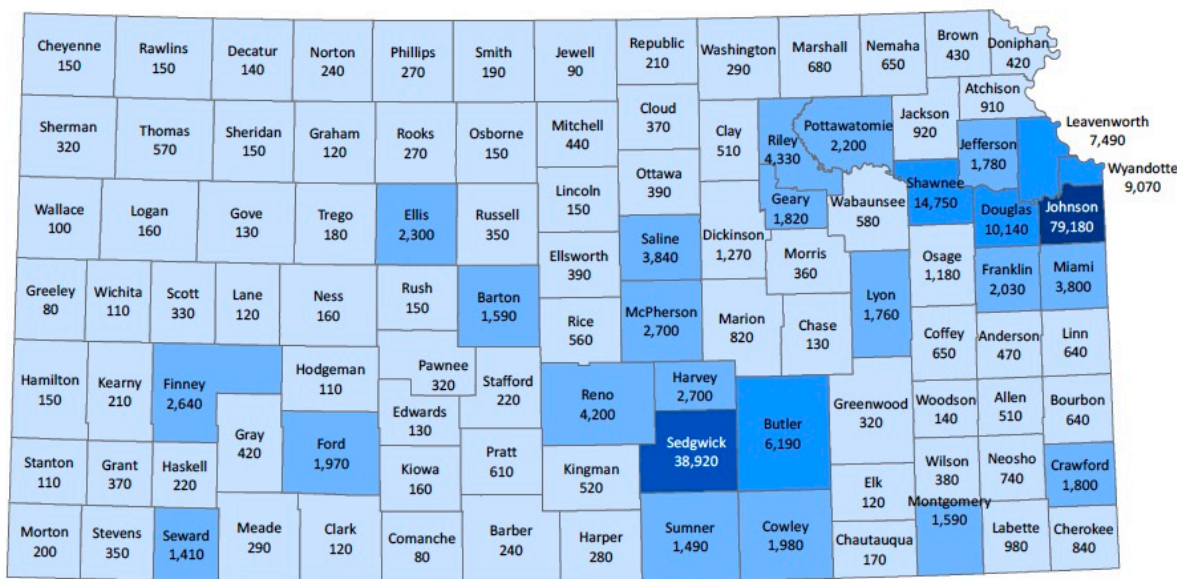 Cheyenne
150
Rawlins
150
Decatur
140
Norton
240
Phillips
270
Smith
190
Jewell
90
Republic
210
Washington
290
Marshall
680
Nemaha
650
Brown
430
Doniphan
420
Atchison
910
Sherman
320
Thomas
570
Sheridan
150
Graham
120
Rooks
270
Osborne
150
Mitchell
440
Cloud
370
Clay
510
Riley
4,330
Pottawatomie
2,200
Jackson
920
Jefferson
1,780
Leavenworth
7,490
Wyandotte
9,070
Lincoln
150
Ottawa
390
Wallace
100
Logan
160
Gove
130
Trego
180
Ellis
2,300
Russell
350
Ellsworth
390
Saline
3,840
Dickinson
1,270
Geary
1,820
Morris
360
Wabaunsee
580
Shawnee
14,750
Douglas
10,140
Johnson
79,180
Osage
1,180
Franklin
2,030
Miami
3,800
Lyon
1,760
Greeley
80
Wichita
110
Scott
330
Lane
120
Ness
160
Rush
150
Barton
1,590
Rice
560
McPherson
2,700
Marion
820
Chase
130
Coffey
650
Anderson
470
Linn
640
Hamilton
150
Kearny
210
Finney
2,640
Hodgeman
110
Pawnee
320
Stafford
220
Reno
4,200
Harvey
2,700
Butler
6,190
Greenwood
320
Woodson
140
Allen
510
Bourbon
640
Gray
420
Ford
1,970
Edwards
130
Kiowa
160
Pratt
610
Kingman
520
Sedgwick
38,920
Elk
120
Wilson
380
Neosho
740
Crawford
1,800
Stanton
110
Grant
370
Haskell
220
Morton
200
Stevens
350
Seward
1,410
Meade
290
Clark
120
Comanche
80
Barber
240
Harper
280
Sumner
1,490
Cowley
1,980
Chautauqua
170
Montgomery
1,590
Labette
980
Cherokee
840